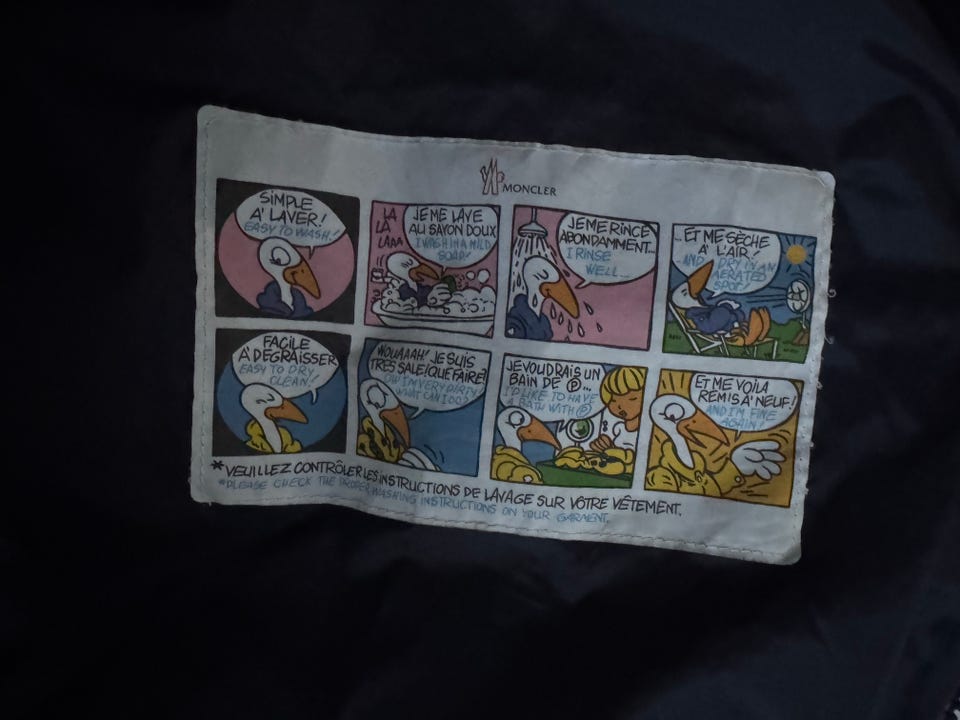 MONCLER
SIMPLE
A' LAVER!
EASY TO WASH!
LA
LA
LAAA
JE ME LAVE
AU SAVON DOUX
I WASH IN A MILD
SOAP!
JE ME RINCE
ABONDAMMENT...
I RINSE
WELL...
...ET ME SÈCHE
A' L'AIR!
AND DRY IN AN
AERATED
SPOT!
FACILE
A' DEGRAISSER
EASY TO DRY
CLEAN!
WOUAAAH! JE SUIS
TRES SALE! QUE FAIRE?
OH! I'M VERY DIRTY!
WHAT CAN I DO?
JE VOUDRAIS UN
BAIN DE Ⓟ...
I'D LIKE TO HAVE
A BATH WITH Ⓟ
ET ME VOILA
REMIS A' NEUF!
AND I'M FINE
AGAIN!
*VEUILLEZ CONTRÔLER LES INSTRUCTIONS DE LAVAGE SUR VÔTRE VÊTEMENT.
*PLEASE CHECK THE PROPER WASHING INSTRUCTIONS ON YOUR GARMENT.